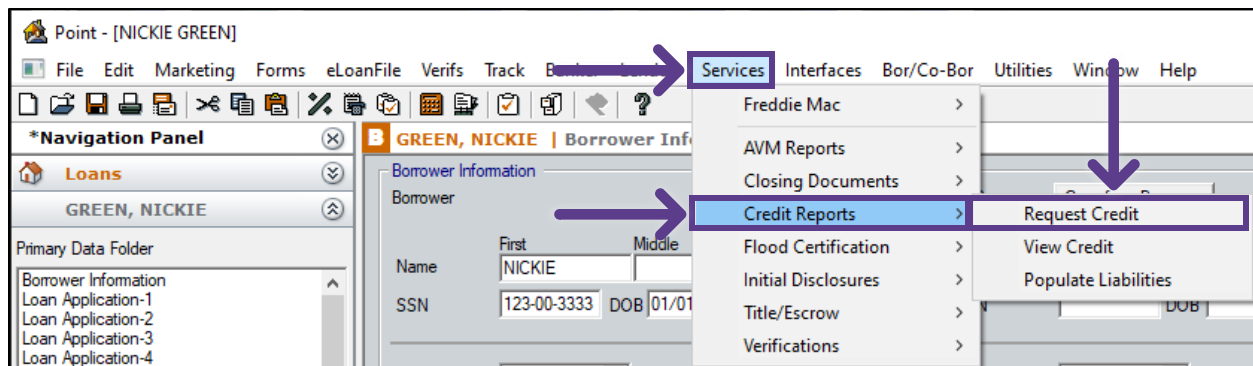 Point - [NICKIE GREEN]
File Edit Marketing Forms eLoanFile Verifs Track Services Interfaces Bor/Co-Bor Utilities Window Help
*Navigation Panel
Loans
GREEN, NICKIE
Primary Data Folder
Borrower Information
Loan Application-1
Loan Application-2
Loan Application-3
Loan Application-4
B GREEN, NICKIE | Borrower Inf
Borrower Information
Borrower
First Middle
Name NICKIE
SSN 123-00-3333 DOB 01/01
Freddie Mac
AVM Reports
Closing Documents
Credit Reports
Flood Certification
Initial Disclosures
Title/Escrow
Verifications
Request Credit
View Credit
Populate Liabilities
DOB